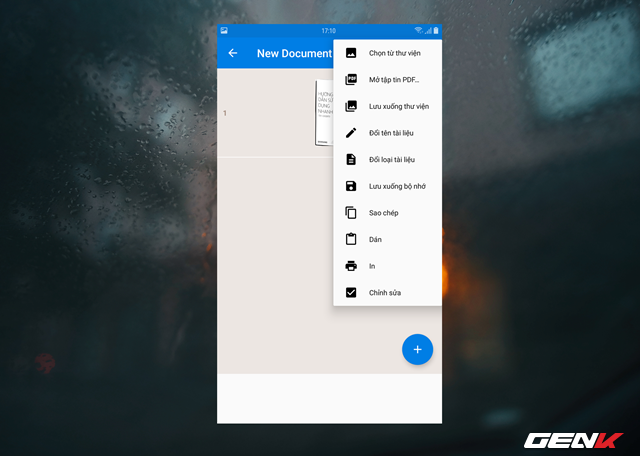 17:10
New Document
Chọn từ thư viện
Mở tập tin PDF...
Lưu xuống thư viện
Đổi tên tài liệu
Đổi loại tài liệu
Lưu xuống bộ nhớ
Sao chép
Dán
In
Chỉnh sửa
1
HƯỚNG
DẪN SỬ
DỤNG
NHANH
PDF
GENK